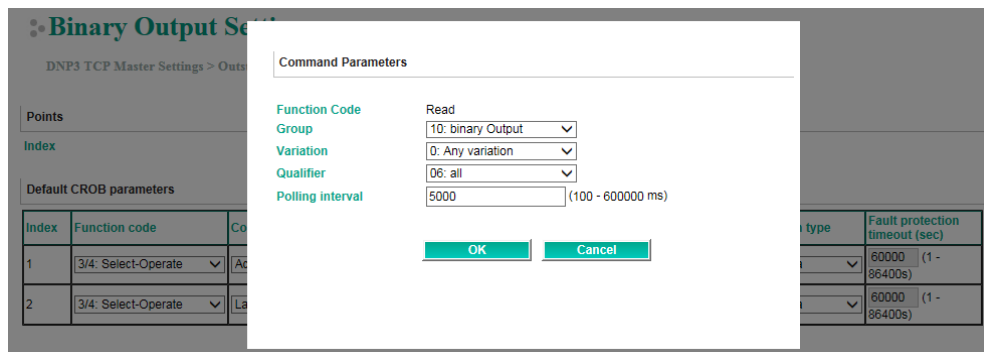 Binary Output Se
DNP3 TCP Master Settings > Outs
Points
Index
Default CROB parameters
Index Function code Co type Fault protection timeout (sec)
1 3/4: Select-Operate Ac 60000 (1 - 86400s)
2 3/4: Select-Operate La 60000 (1 - 86400s)
Command Parameters
Function Code Read
Group 10: binary Output
Variation 0: Any variation
Qualifier 06: all
Polling interval 5000 (100 - 600000 ms)
OK Cancel